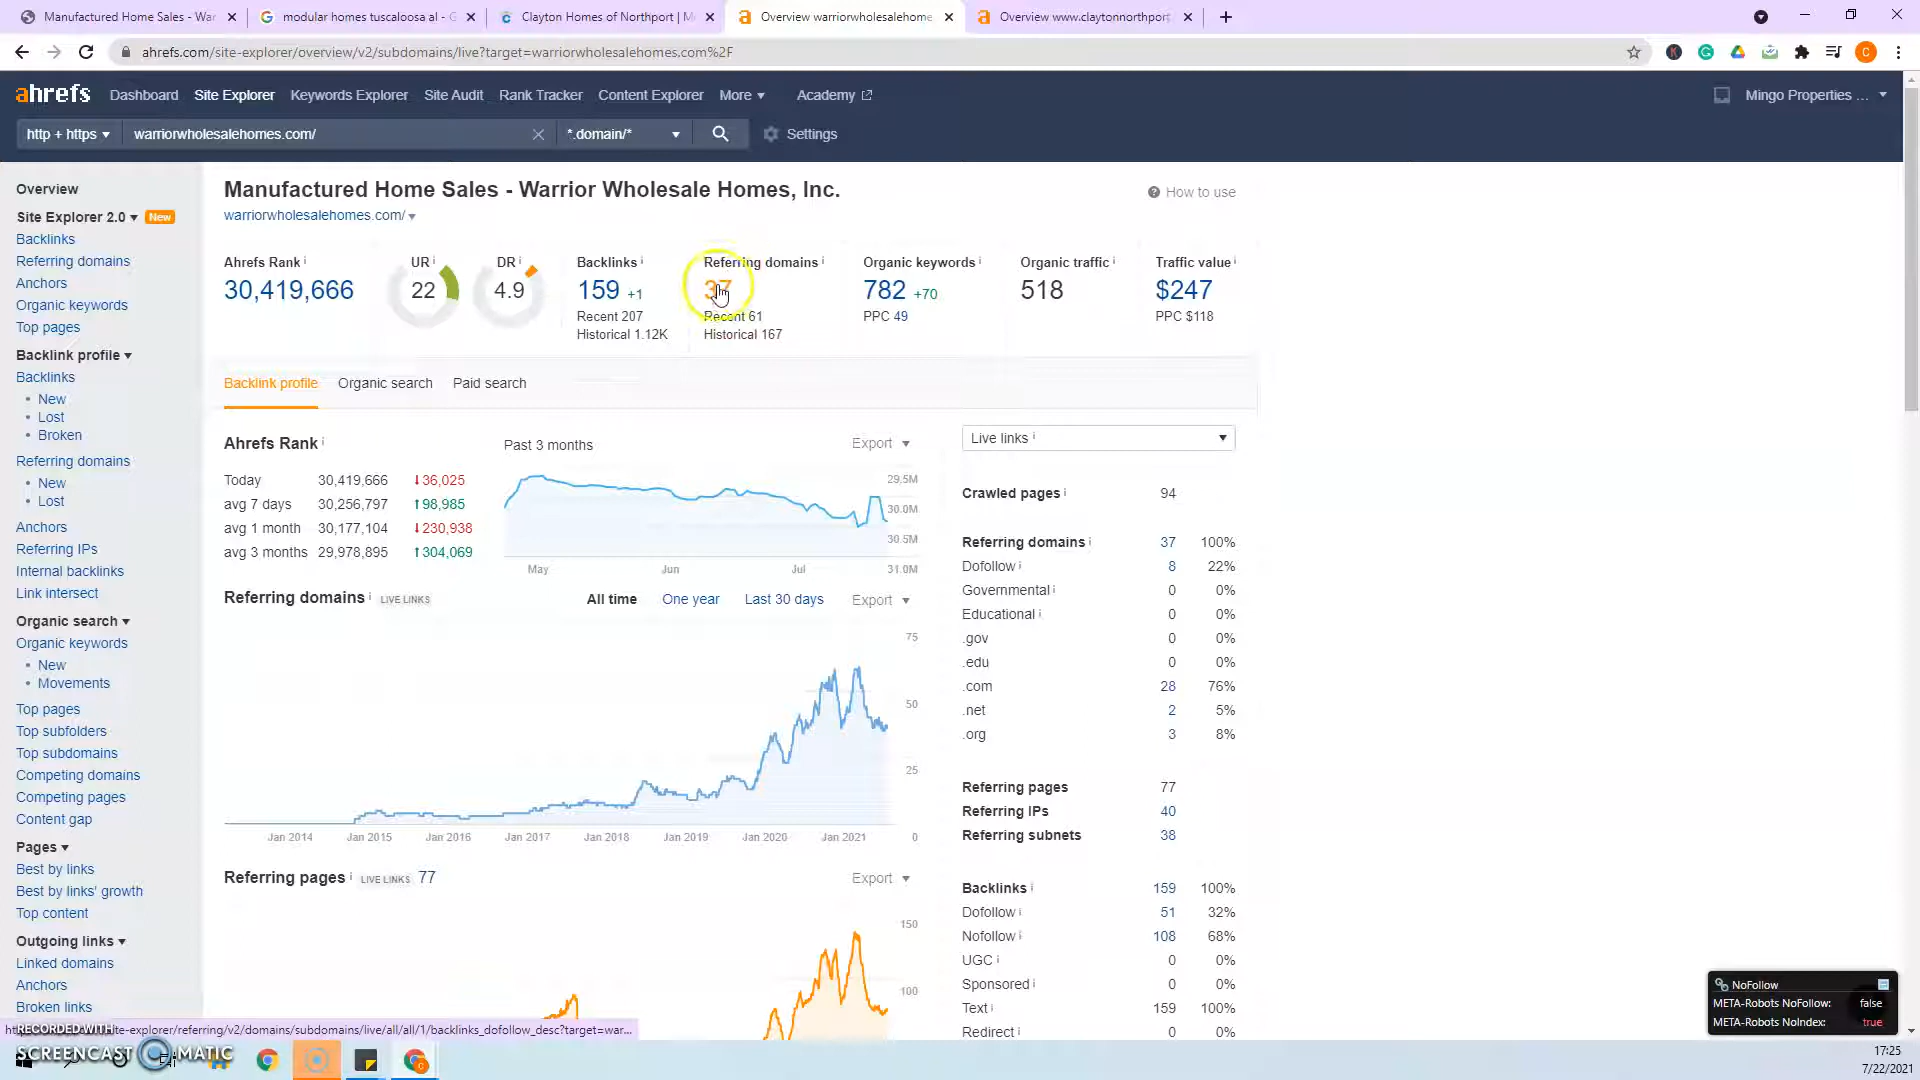 Manufactured Home Sales - War
modular homes tuscaloosa al - G
Clayton Homes of Northport | M
Overview warriorwholesalehome
Overview www.claytonnorthport
ahrefs.com/site-explorer/overview/v2/subdomains/live?target=warriorwholesalehomes.com%2F
ahrefs Dashboard Site Explorer Keywords Explorer Site Audit Rank Tracker Content Explorer More Academy Mingo Properties ...
http + https warriorwholesalehomes.com/ *.domain/* Settings
Overview
Site Explorer 2.0 New
Backlinks
Referring domains
Anchors
Organic keywords
Top pages
Backlink profile
Backlinks
• New
• Lost
• Broken
Referring domains
• New
• Lost
Anchors
Referring IPs
Internal backlinks
Link intersect
Organic search
Organic keywords
• New
• Movements
Top pages
Top subfolders
Top subdomains
Competing domains
Competing pages
Content gap
Pages
Best by links
Best by links' growth
Top content
Outgoing links
Linked domains
Anchors
Broken links
Manufactured Home Sales - Warrior Wholesale Homes, Inc.
How to use
warriorwholesalehomes.com/
Ahrefs Rank
30,419,666
UR
22
DR
4.9
Backlinks
159 +1
Recent 207
Historical 1.12K
Referring domains
37
Recent 61
Historical 167
Organic keywords
782 +70
PPC 49
Organic traffic
518
Traffic value
$247
PPC $118
Backlink profile Organic search Paid search
Ahrefs Rank Past 3 months Export
Today 30,419,666 ↓36,025
avg 7 days 30,256,797 ↑98,985
avg 1 month 30,177,104 ↓230,938
avg 3 months 29,978,895 ↑304,069
29.5M
30.0M
30.5M
31.0M
May Jun Jul
Referring domains LIVE LINKS All time One year Last 30 days Export
75
50
25
0
Jan 2014 Jan 2015 Jan 2016 Jan 2017 Jan 2018 Jan 2019 Jan 2020 Jan 2021
Referring pages LIVE LINKS 77 Export
150
100
Live links
Crawled pages 94
Referring domains 37 100%
Dofollow 8 22%
Governmental 0 0%
Educational 0 0%
.gov 0 0%
.edu 0 0%
.com 28 76%
.net 2 5%
.org 3 8%
Referring pages 77
Referring IPs 40
Referring subnets 38
Backlinks 159 100%
Dofollow 51 32%
Nofollow 108 68%
UGC 0 0%
Sponsored 0 0%
Text 159 100%
Redirect 0 0%
NoFollow
META-Robots NoFollow: false
META-Robots NoIndex: true
site-explorer/referring/v2/domains/subdomains/live/all/all/1/backlinks_dofollow_desc?target=war...
RECORDED WITH
SCREENCAST MATIC
17:25
7/22/2021